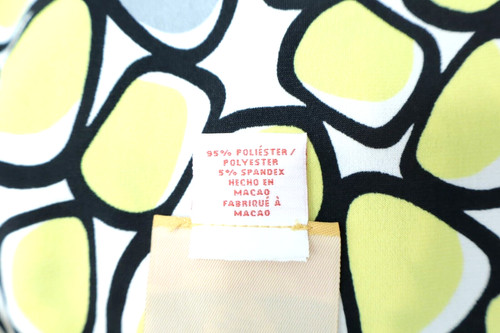 95% POLIÉSTER /
POLYESTER
5% SPANDEX
HECHO EN
MACAO
FABRIQUÉ À
MACAO